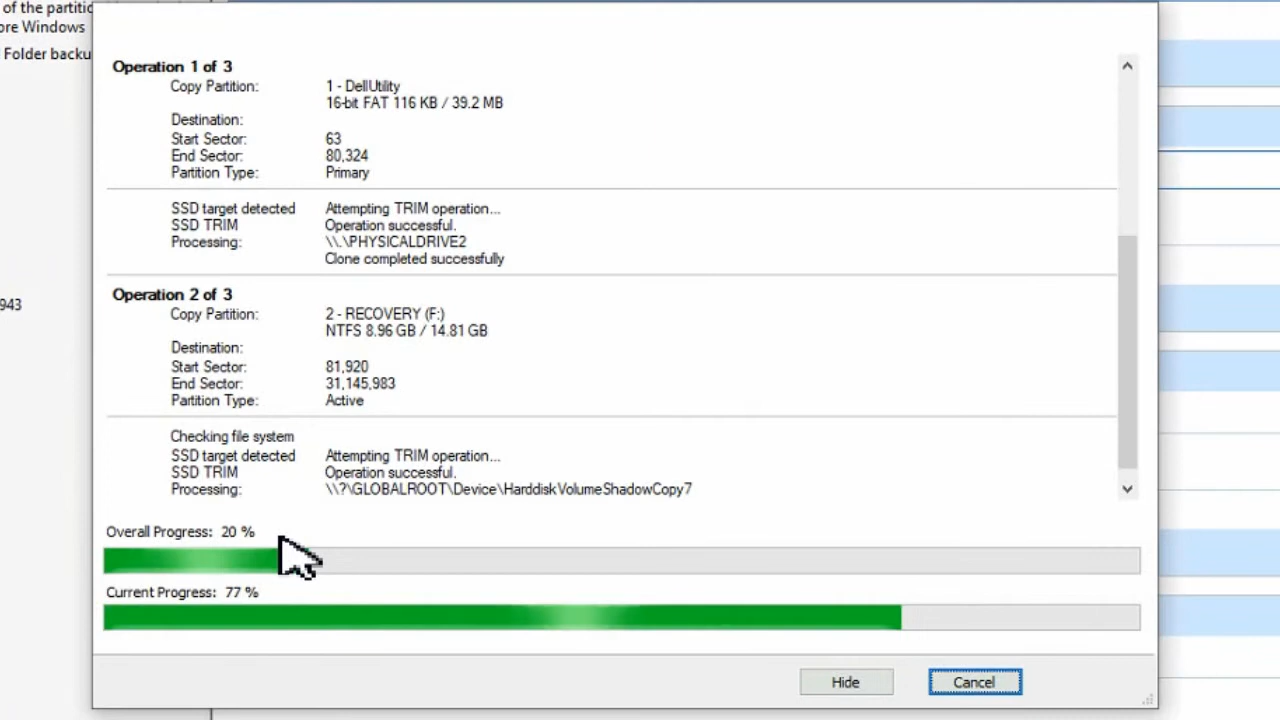 of the partitio
ore Windows
Folder backu
943
Operation 1 of 3
Copy Partition: 1 - DellUtility
16-bit FAT 116 KB / 39.2 MB
Destination:
Start Sector: 63
End Sector: 80,324
Partition Type: Primary
SSD target detected Attempting TRIM operation...
SSD TRIM Operation successful.
Processing: \\.\PHYSICALDRIVE2
Clone completed successfully
Operation 2 of 3
Copy Partition: 2 - RECOVERY (F:)
NTFS 8.96 GB / 14.81 GB
Destination:
Start Sector: 81,920
End Sector: 31,145,983
Partition Type: Active
Checking file system
SSD target detected Attempting TRIM operation...
SSD TRIM Operation successful.
Processing: \\?\GLOBALROOT\Device\HarddiskVolumeShadowCopy7
Overall Progress: 20 %
Current Progress: 77 %
Hide Cancel